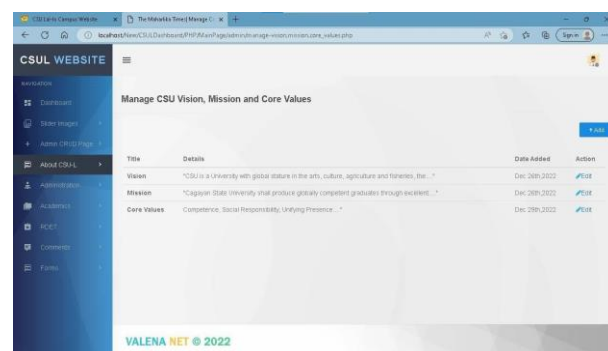 CSU Lal-lo Campus Website
The Maharlika Times | Manage C
localhost/New/CSULDashboard/PHP/MainPage/admin/manage-vision,mission,core_values.php
Sign in
CSUL WEBSITE
NAVIGATION
Dashboard
Slider Images
Admin CRUD Page
About CSU-L
Administration
Academics
RDET
Comments
Forms
Manage CSU Vision, Mission and Core Values
+ Add
Title Details Date Added Action
Vision "CSU is a University with global stature in the arts, culture, agriculture and fisheries, the ..." Dec 28th,2022 Edit
Mission "Cagayan State University shall produce globally competent graduates through excellent ..." Dec 28th,2022 Edit
Core Values Competence, Social Responsibility, Unifying Presence ..." Dec 29th,2022 Edit
VALENA NET © 2022